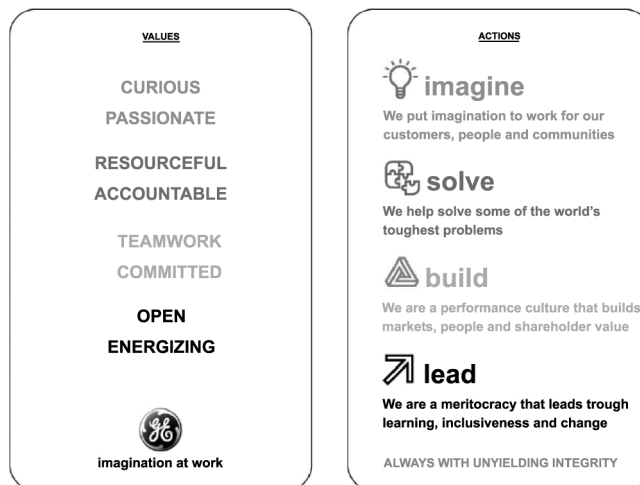 VALUES
CURIOUS
PASSIONATE
RESOURCEFUL
ACCOUNTABLE
TEAMWORK
COMMITTED
OPEN
ENERGIZING
GE
imagination at work
ACTIONS
imagine
We put imagination to work for our
customers, people and communities
solve
We help solve some of the world's
toughest problems
build
We are a performance culture that builds
markets, people and shareholder value
lead
We are a meritocracy that leads trough
learning, inclusiveness and change
ALWAYS WITH UNYIELDING INTEGRITY